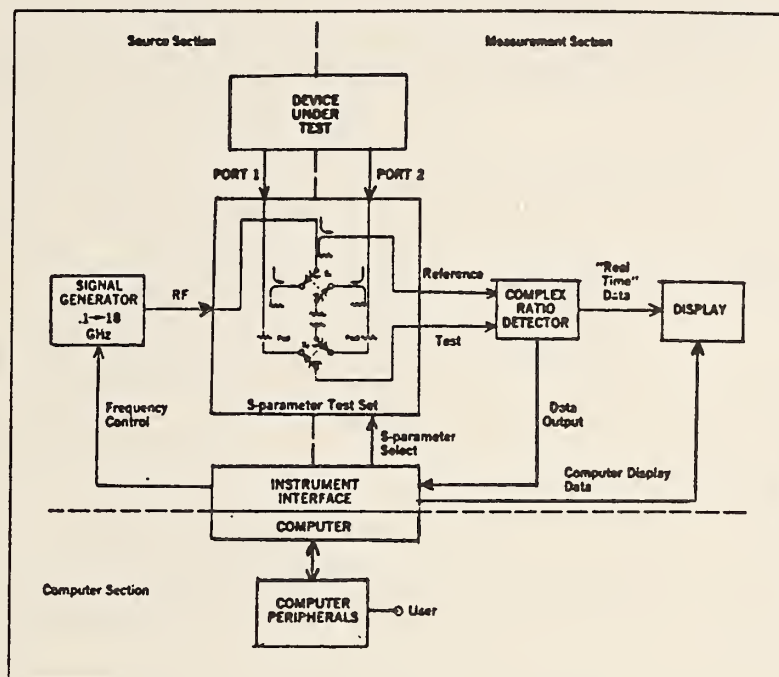 Source Section
Measurement Section
DEVICE
UNDER
TEST
PORT 1
PORT 2
SIGNAL
GENERATOR
.1→18
GHz
RF
Reference
Test
COMPLEX
RATIO
DETECTOR
"Real
Time"
Data
DISPLAY
S-parameter Test Set
Frequency
Control
S-parameter
Select
Data
Output
Computer Display
Data
INSTRUMENT
INTERFACE
COMPUTER
Computer Section
COMPUTER
PERIPHERALS
User